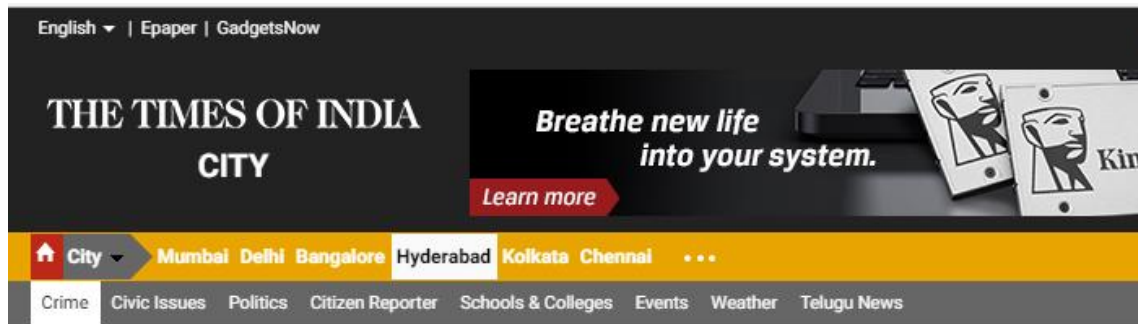 English | Epaper | GadgetsNow
THE TIMES OF INDIA
CITY
Breathe new life
into your system.
Learn more
City Mumbai Delhi Bangalore Hyderabad Kolkata Chennai ...
Crime Civic Issues Politics Citizen Reporter Schools & Colleges Events Weather Telugu News